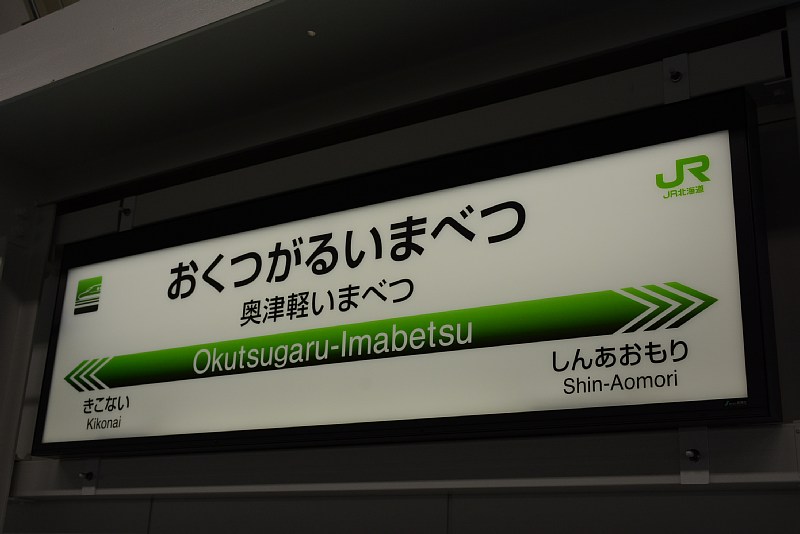 JR
JR北海道
おくつがるいまべつ
奥津軽いまべつ
Okutsugaru-Imabetsu
きこない
Kikonai
しんあおもり
Shin-Aomori